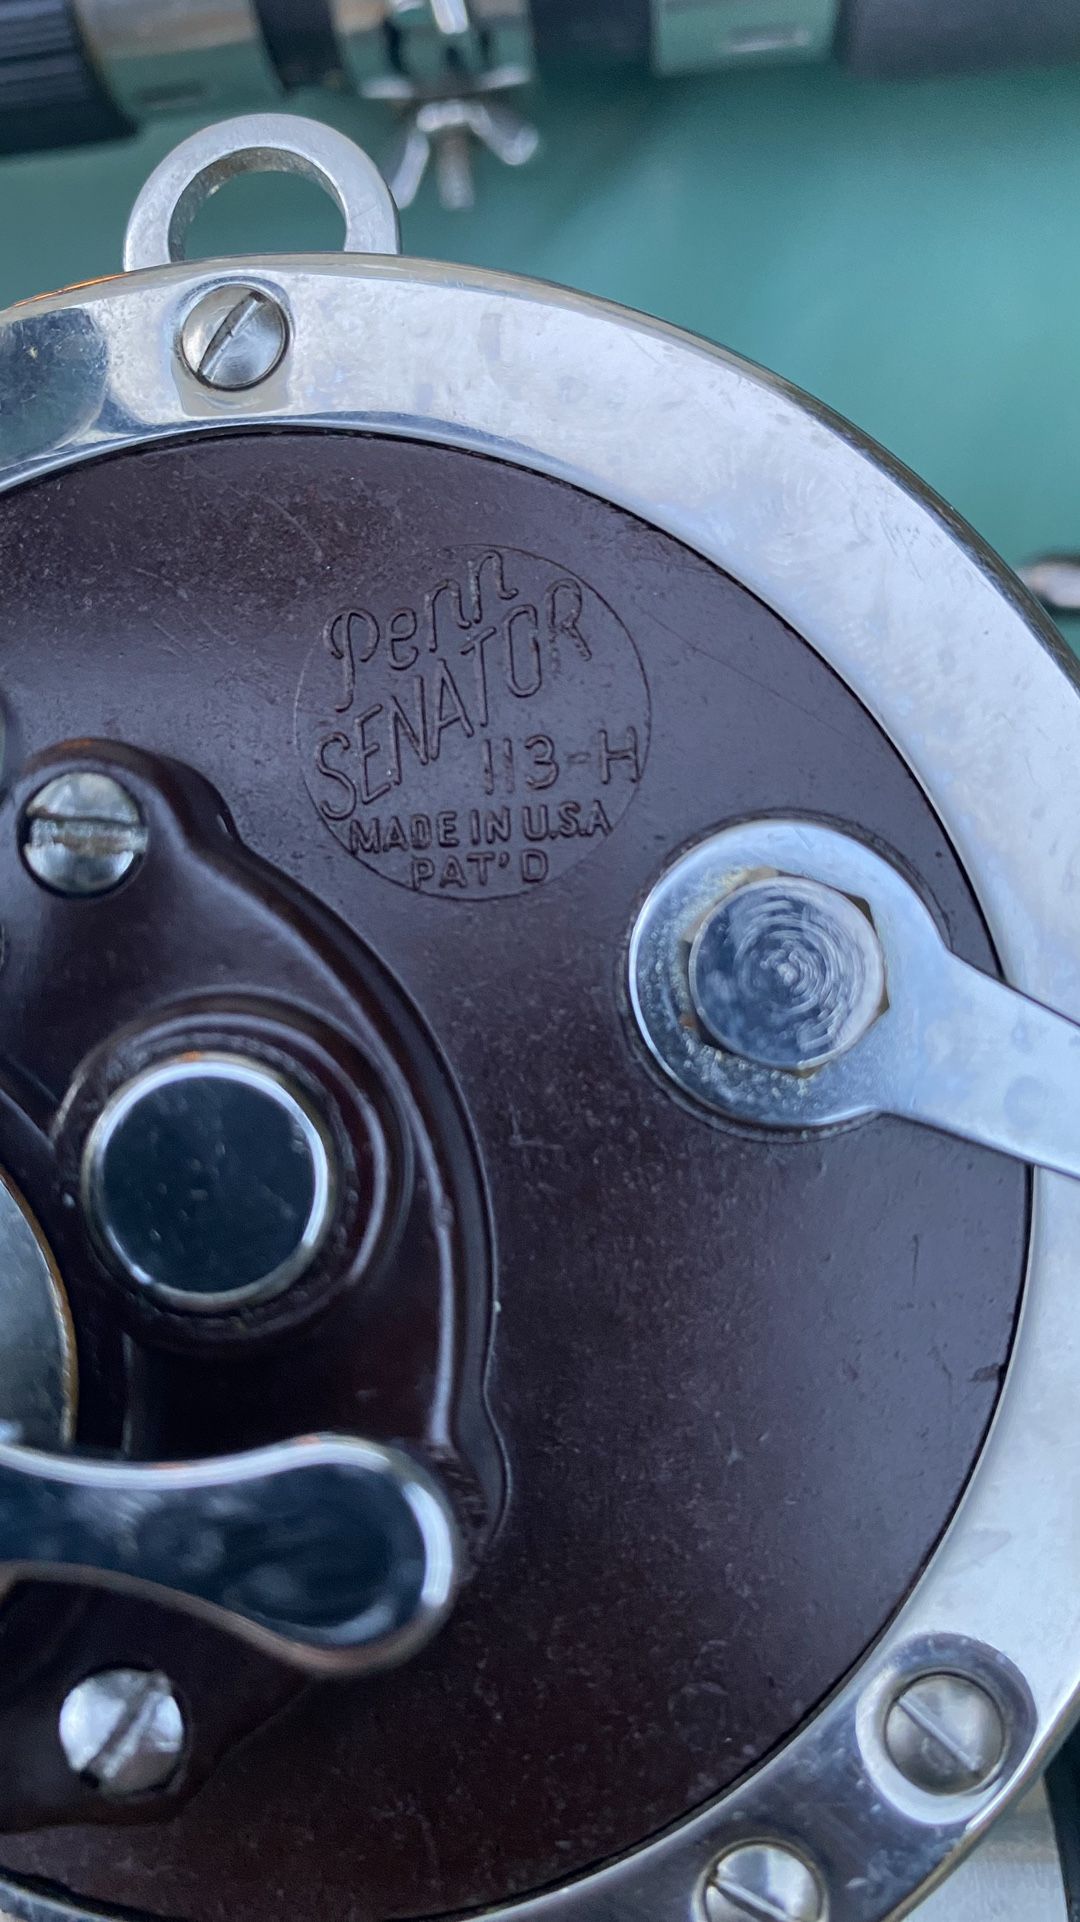 Penn
SENATOR
113-H
MADE IN U.S.A
PAT'D